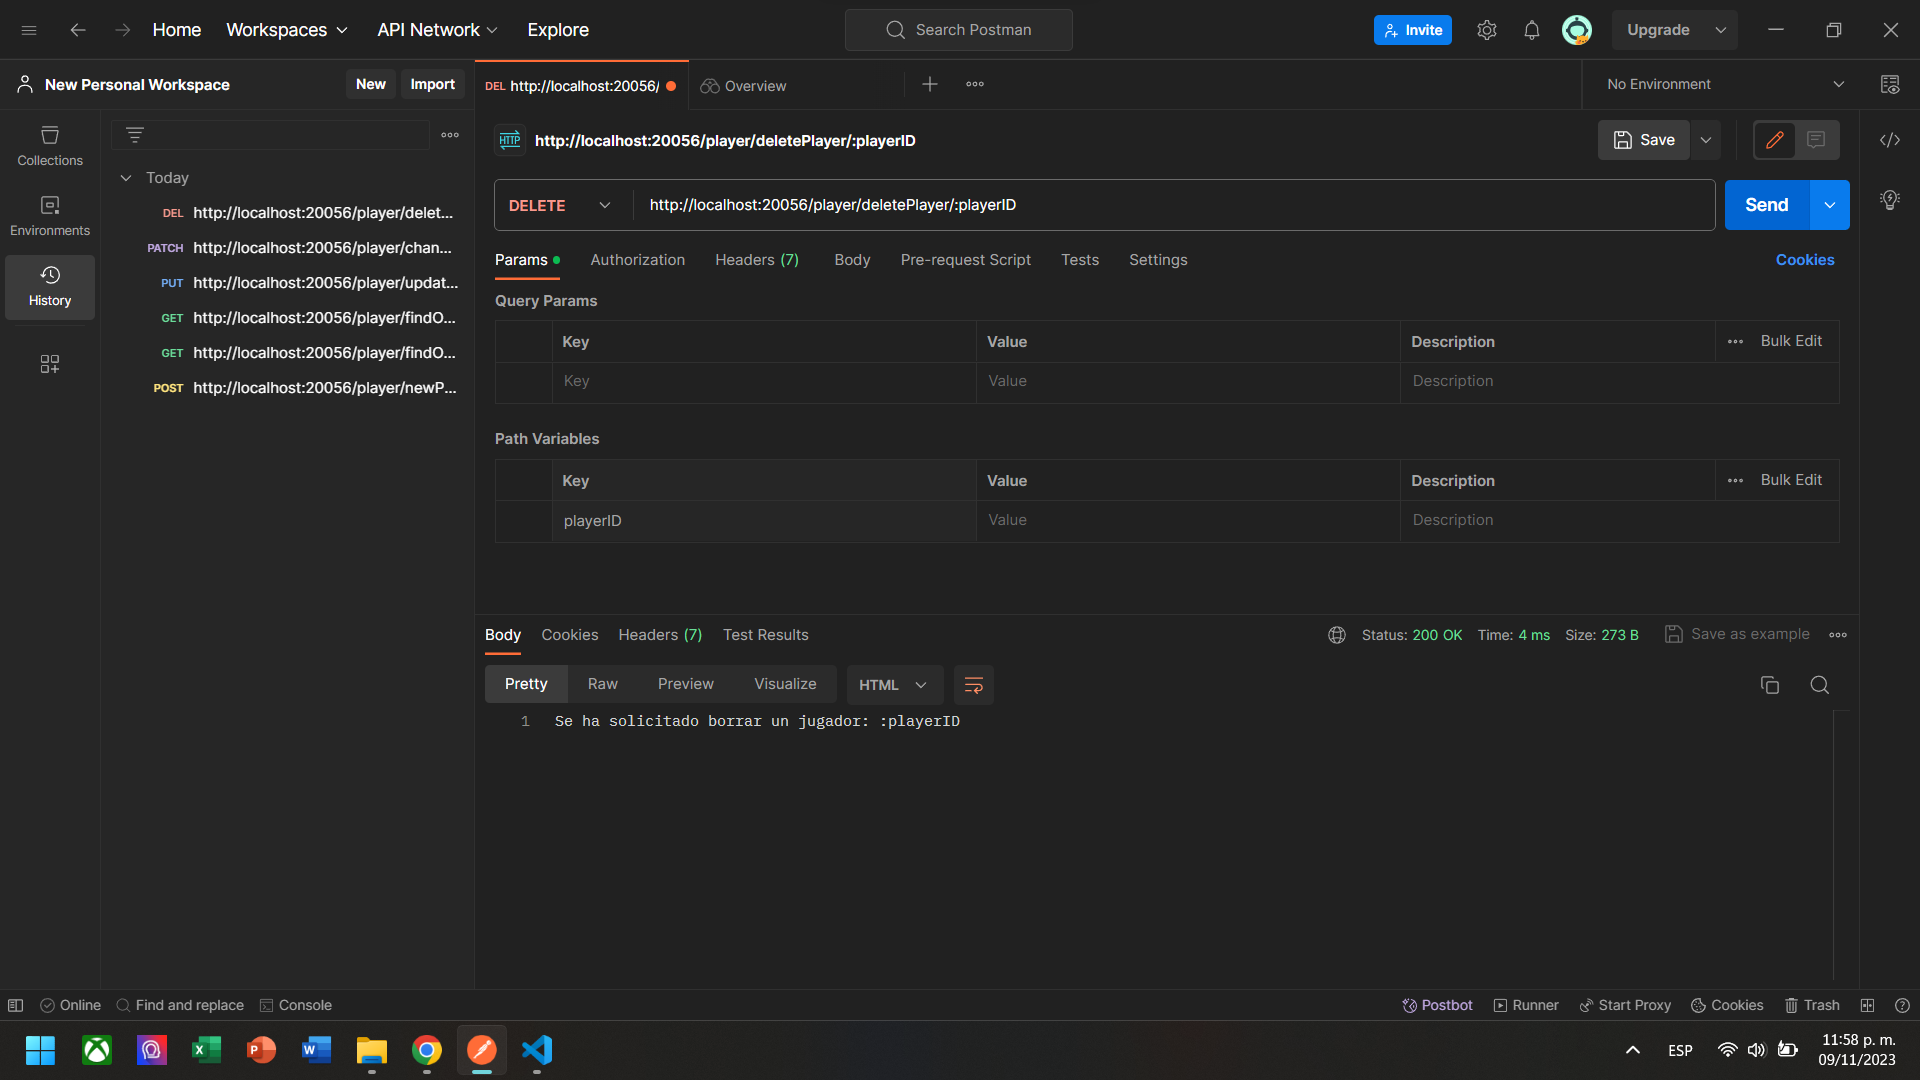 Home
Workspaces
API Network
Explore
Search Postman
Invite
Upgrade
New Personal Workspace
New
Import
DEL http://localhost:20056/
Overview
No Environment
Collections
Environments
History
Today
DEL http://localhost:20056/player/delet...
PATCH http://localhost:20056/player/chan...
PUT http://localhost:20056/player/updat...
GET http://localhost:20056/player/findO...
GET http://localhost:20056/player/findO...
POST http://localhost:20056/player/newP...
HTTP http://localhost:20056/player/deletePlayer/:playerID
Save
DELETE http://localhost:20056/player/deletePlayer/:playerID
Send
Params Authorization Headers (7) Body Pre-request Script Tests Settings Cookies
Query Params
Key Value Description Bulk Edit
Key Value Description
Path Variables
Key Value Description Bulk Edit
playerID Value Description
Body Cookies Headers (7) Test Results
Status: 200 OK Time: 4 ms Size: 273 B Save as example
Pretty Raw Preview Visualize HTML
1 Se ha solicitado borrar un jugador: :playerID
Online Find and replace Console
Postbot Runner Start Proxy Cookies Trash
ESP
11:58 p. m.
09/11/2023